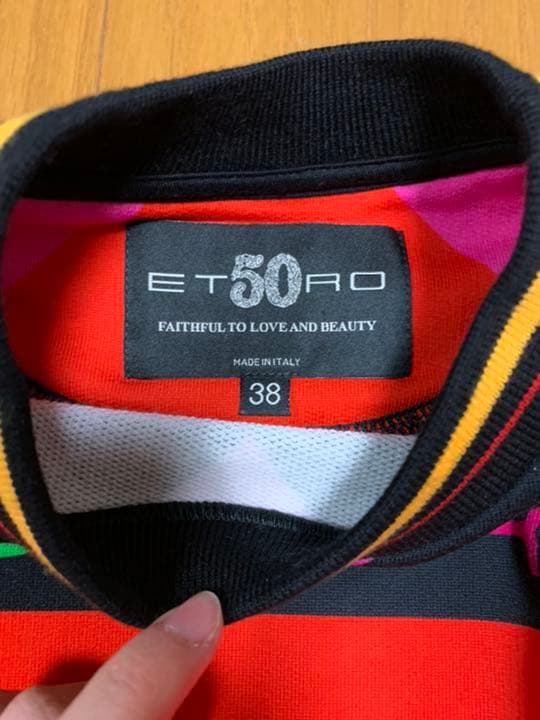 ET50RO
FAITHFUL TO LOVE AND BEAUTY
MADE IN ITALY
38